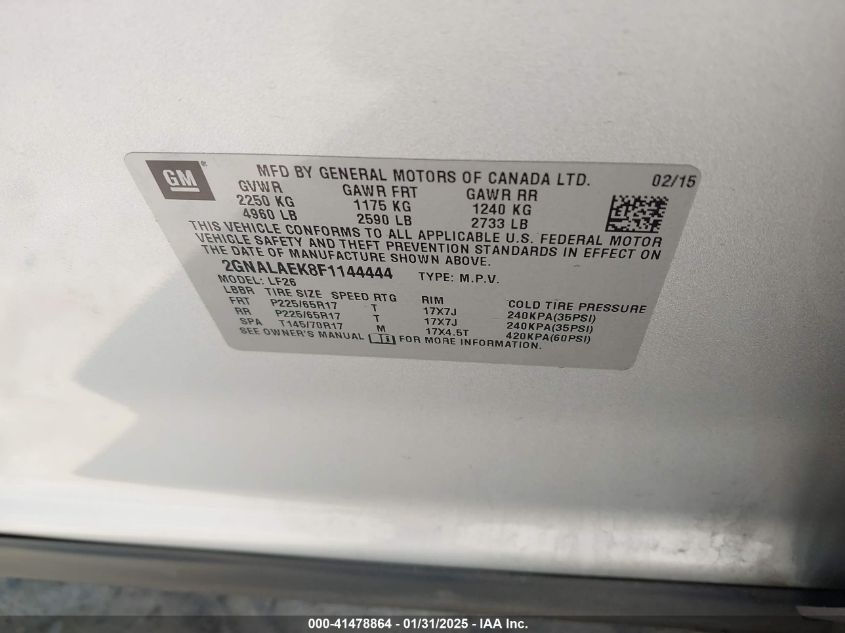 GM®
MFD BY GENERAL MOTORS OF CANADA LTD. 02/15
GVWR GAWR FRT GAWR RR
2250 KG 1175 KG 1240 KG
4960 LB 2590 LB 2733 LB
THIS VEHICLE CONFORMS TO ALL APPLICABLE U.S. FEDERAL MOTOR
VEHICLE SAFETY AND THEFT PREVENTION STANDARDS IN EFFECT ON
THE DATE OF MANUFACTURE SHOWN ABOVE.
2GNALAEK8F1144444 TYPE: M.P.V.
MODEL: LF26
LBBR TIRE SIZE SPEED RTG RIM COLD TIRE PRESSURE
FRT P225/65R17 T 17X7J 240KPA(35PSI)
RR P225/65R17 T 17X7J 240KPA(35PSI)
SPA T145/70R17 M 17X4.5T 420KPA(60PSI)
SEE OWNER'S MANUAL i FOR MORE INFORMATION.
000-41478864 / 01/31/2025 - IAA Inc.